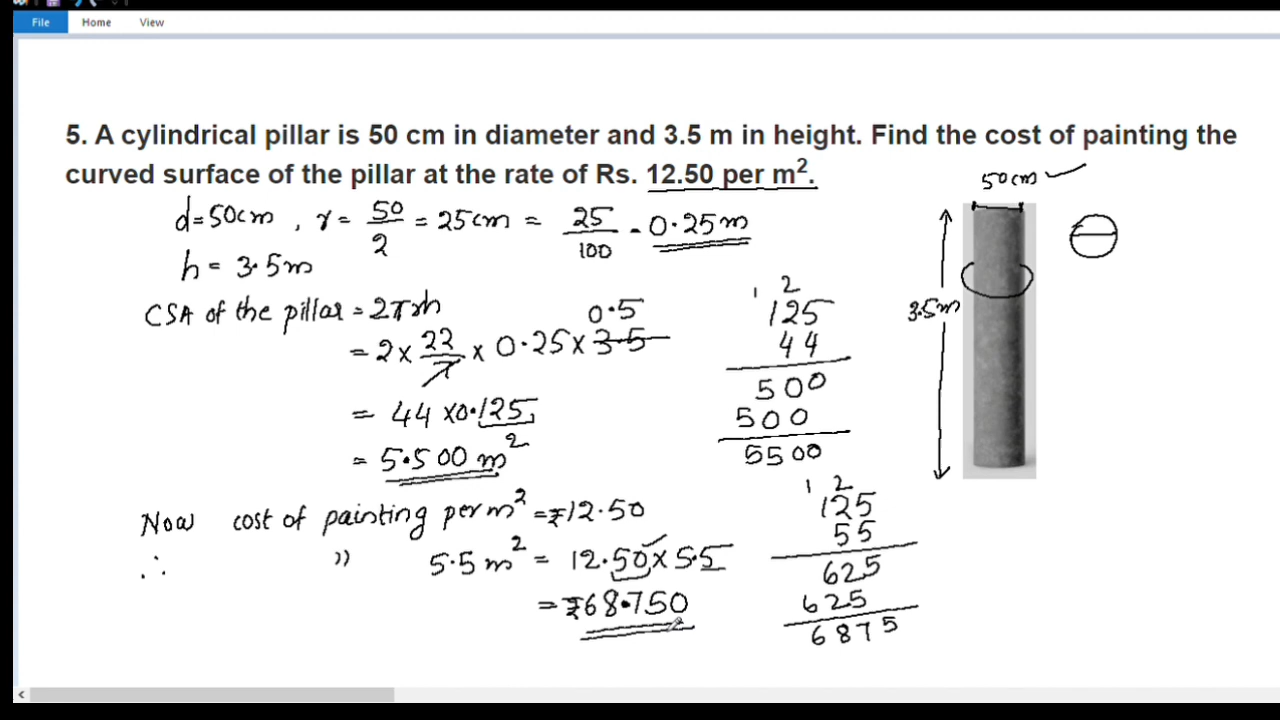 File Home View
5. A cylindrical pillar is 50 cm in diameter and 3.5 m in height. Find the cost of painting the
curved surface of the pillar at the rate of Rs. 12.50 per m².
50cm
d=50cm , r = 50/2 = 25cm = 25/100 = 0.25m
h = 3.5m
CSA of the pillar = 2πrh
0.5
= 2 × 22/7 × 0.25 × 3.5
= 44 × 0.125
= 5.500 m²
1 2
125
44
500
500
5500
3.5m
Now cost of painting per m² = ₹12.50
∴ ,, 5.5 m² = 12.50 × 5.5
= ₹68.750
1 2
125
55
625
625
6875